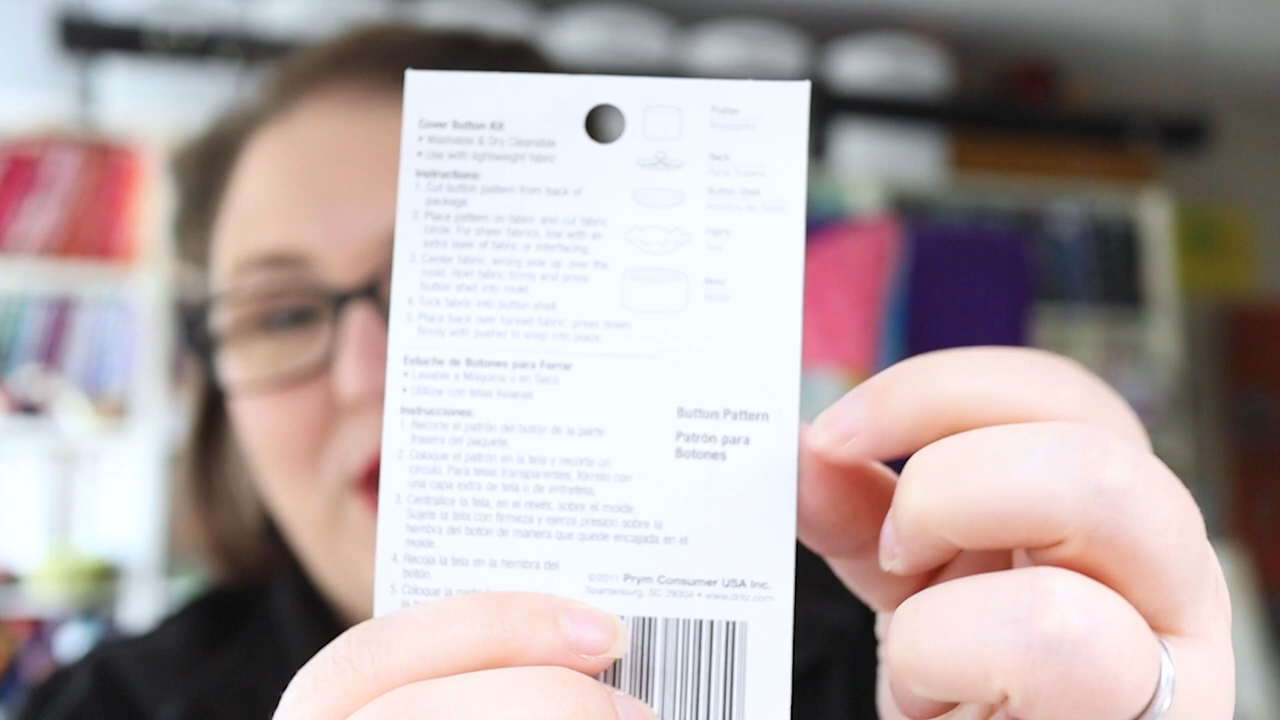 Cover Button Kit
• Washable & Dry Cleanable
• Use with lightweight fabric
Instructions:
1. Cut button pattern from back of
package.
2. Place pattern on fabric and cut fabric
circle. For sheer fabrics, line with an
extra layer of fabric or interfacing.
3. Center fabric, wrong side up, over the
mold. Hold fabric firmly and press
button shell into mold.
4. Tuck fabric into button shell.
5. Place back over tucked fabric; press down
firmly with pusher to snap into place.
Pusher
Back
Button Shell
Fabric
Mold
Estuche de Botones para Forrar
• Lavable a Máquina o en Seco
• Utilizar con telas livianas
Instrucciones:
1. Recorte el patrón del botón de la parte
trasera del paquete.
2. Coloque el patrón en la tela y recorte un
círculo. Para telas transparentes, fórrelo con
una capa extra de tela o de entretela.
3. Centralice la tela, en el revés, sobre el molde.
Sujete la tela con firmeza y ejerza presión sobre la
hembra del botón de manera que quede encajada en el
molde.
4. Recoja la tela en la hembra del
botón.
5. Coloque la
Button Pattern
Patrón para
Botones
©2011 Prym Consumer USA Inc.
Spartanburg, SC 29304 • www.dritz.com